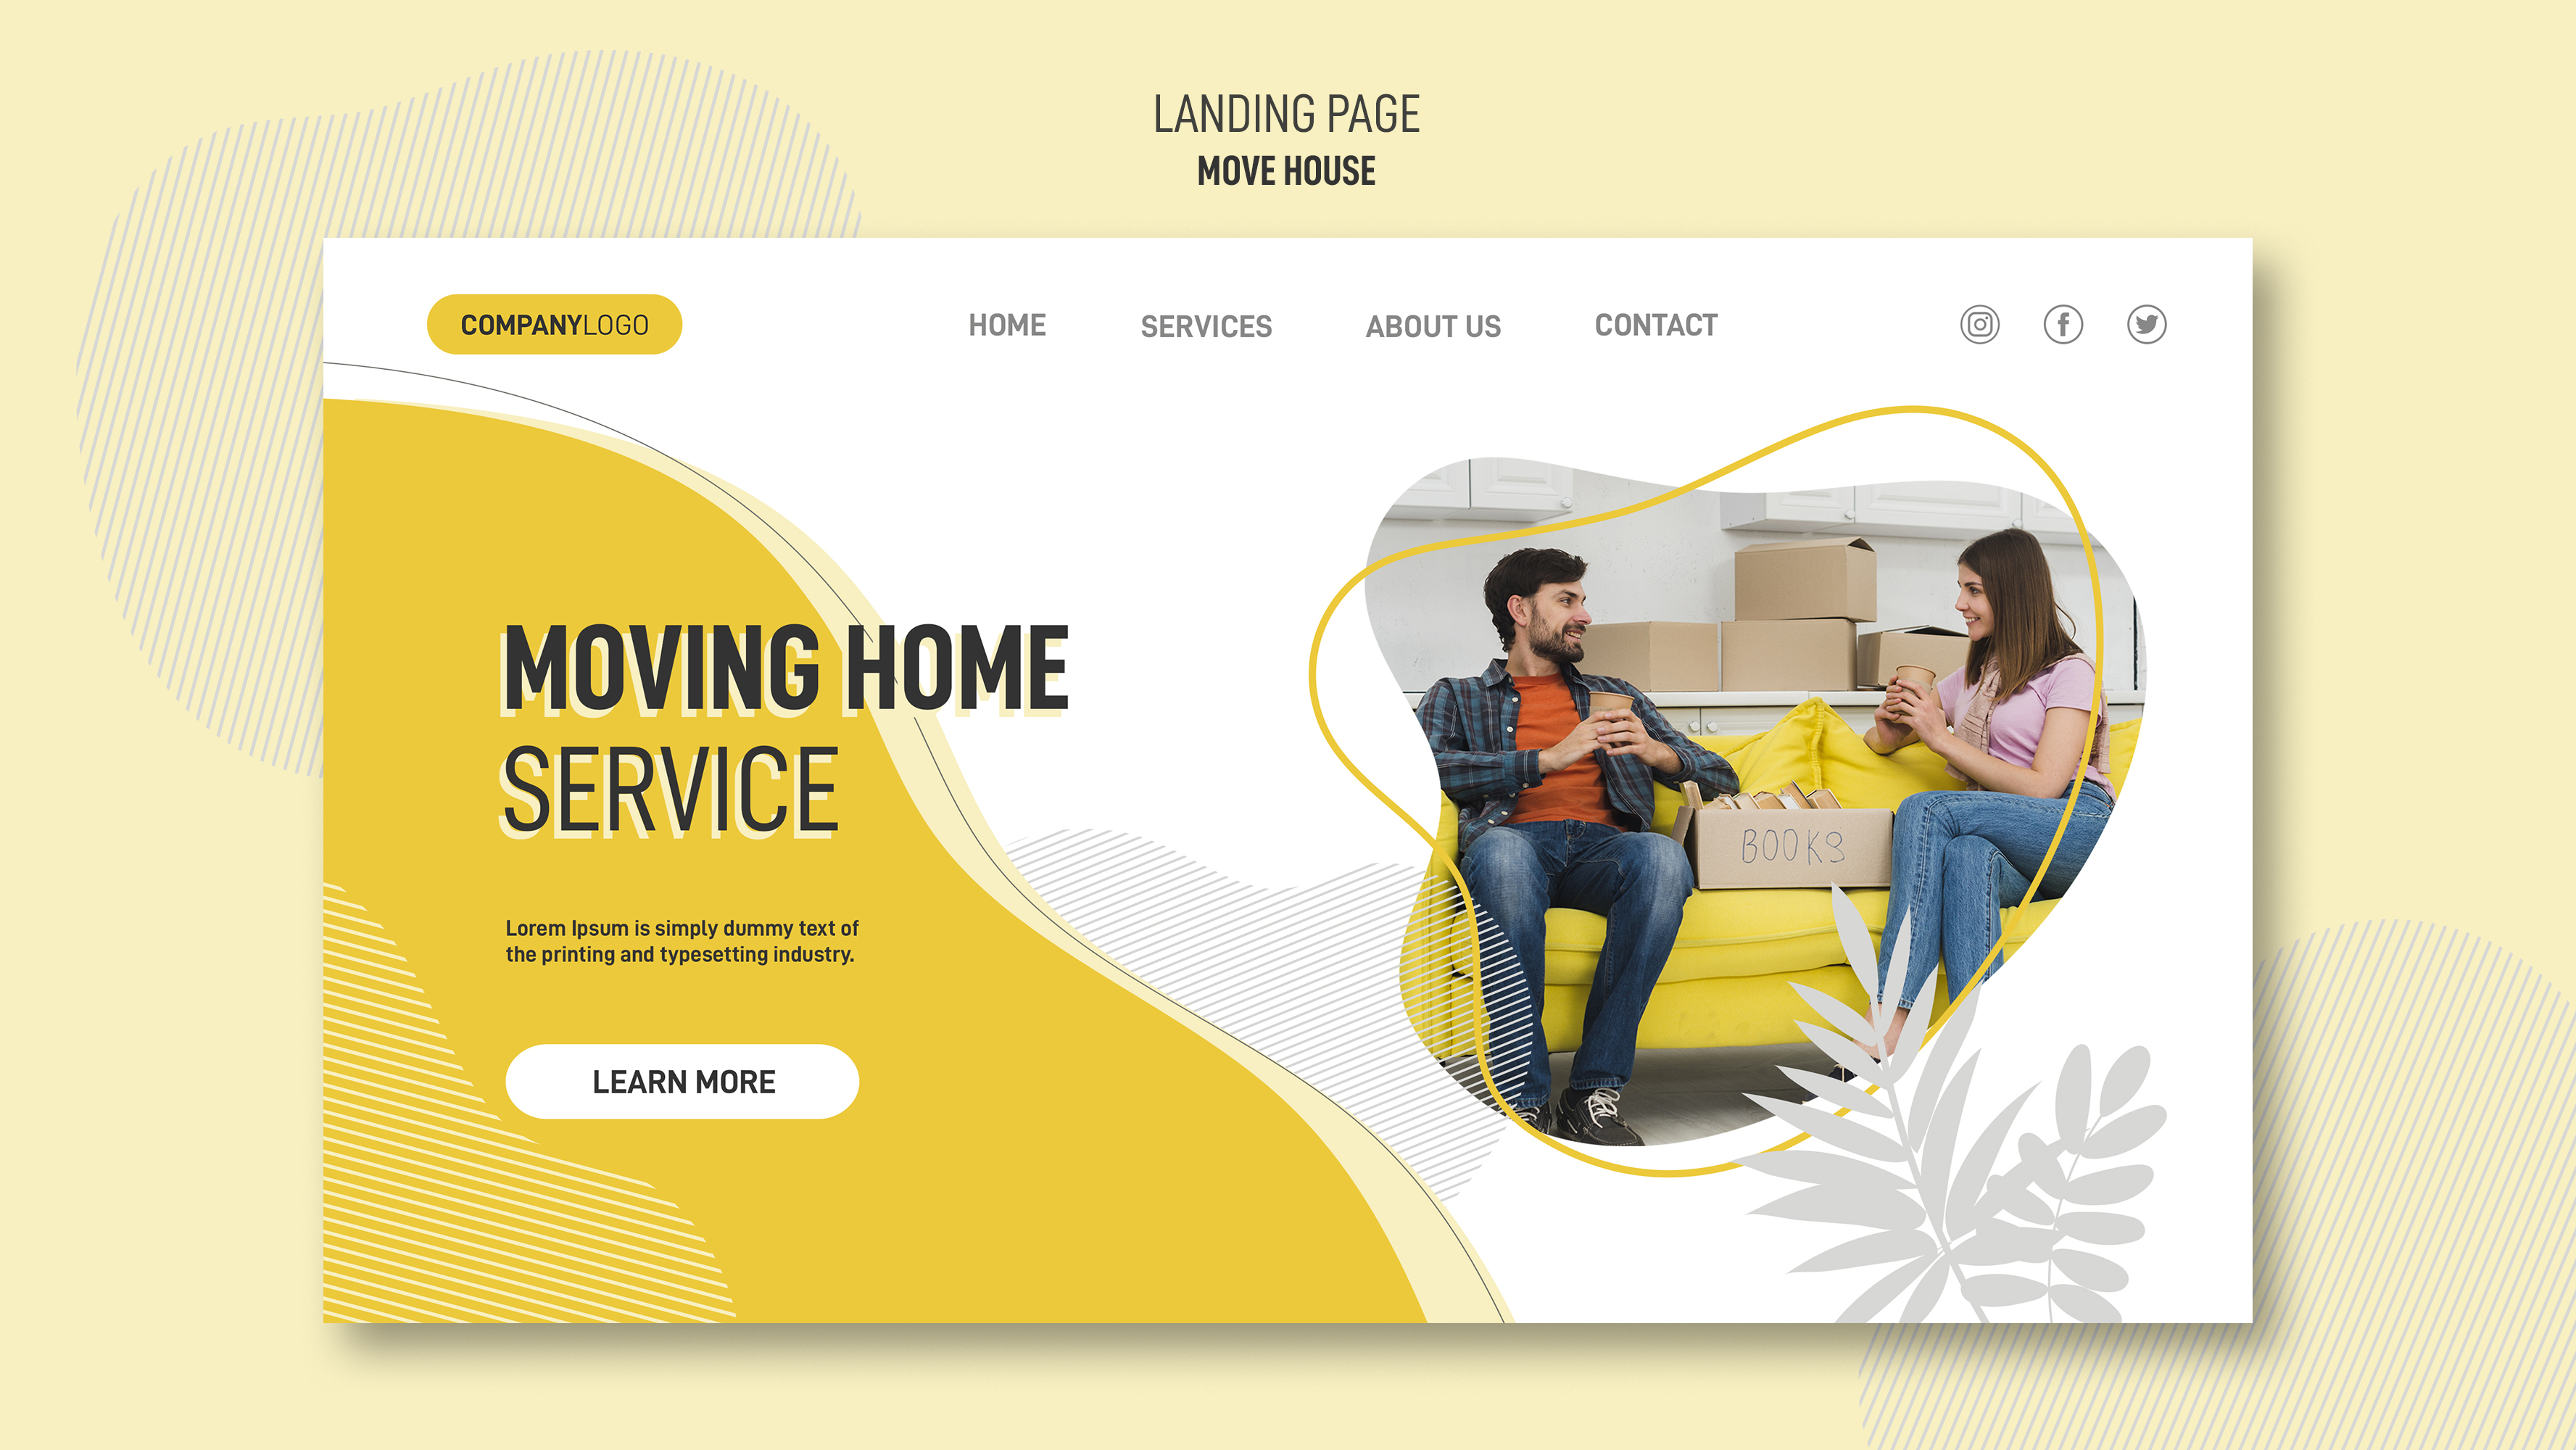 LANDING PAGE
MOVE HOUSE
COMPANYLOGO
HOME
SERVICES
ABOUT US
CONTACT
MOVING HOME
SERVICE
Lorem Ipsum is simply dummy text of
the printing and typesetting industry.
LEARN MORE
BOOKS